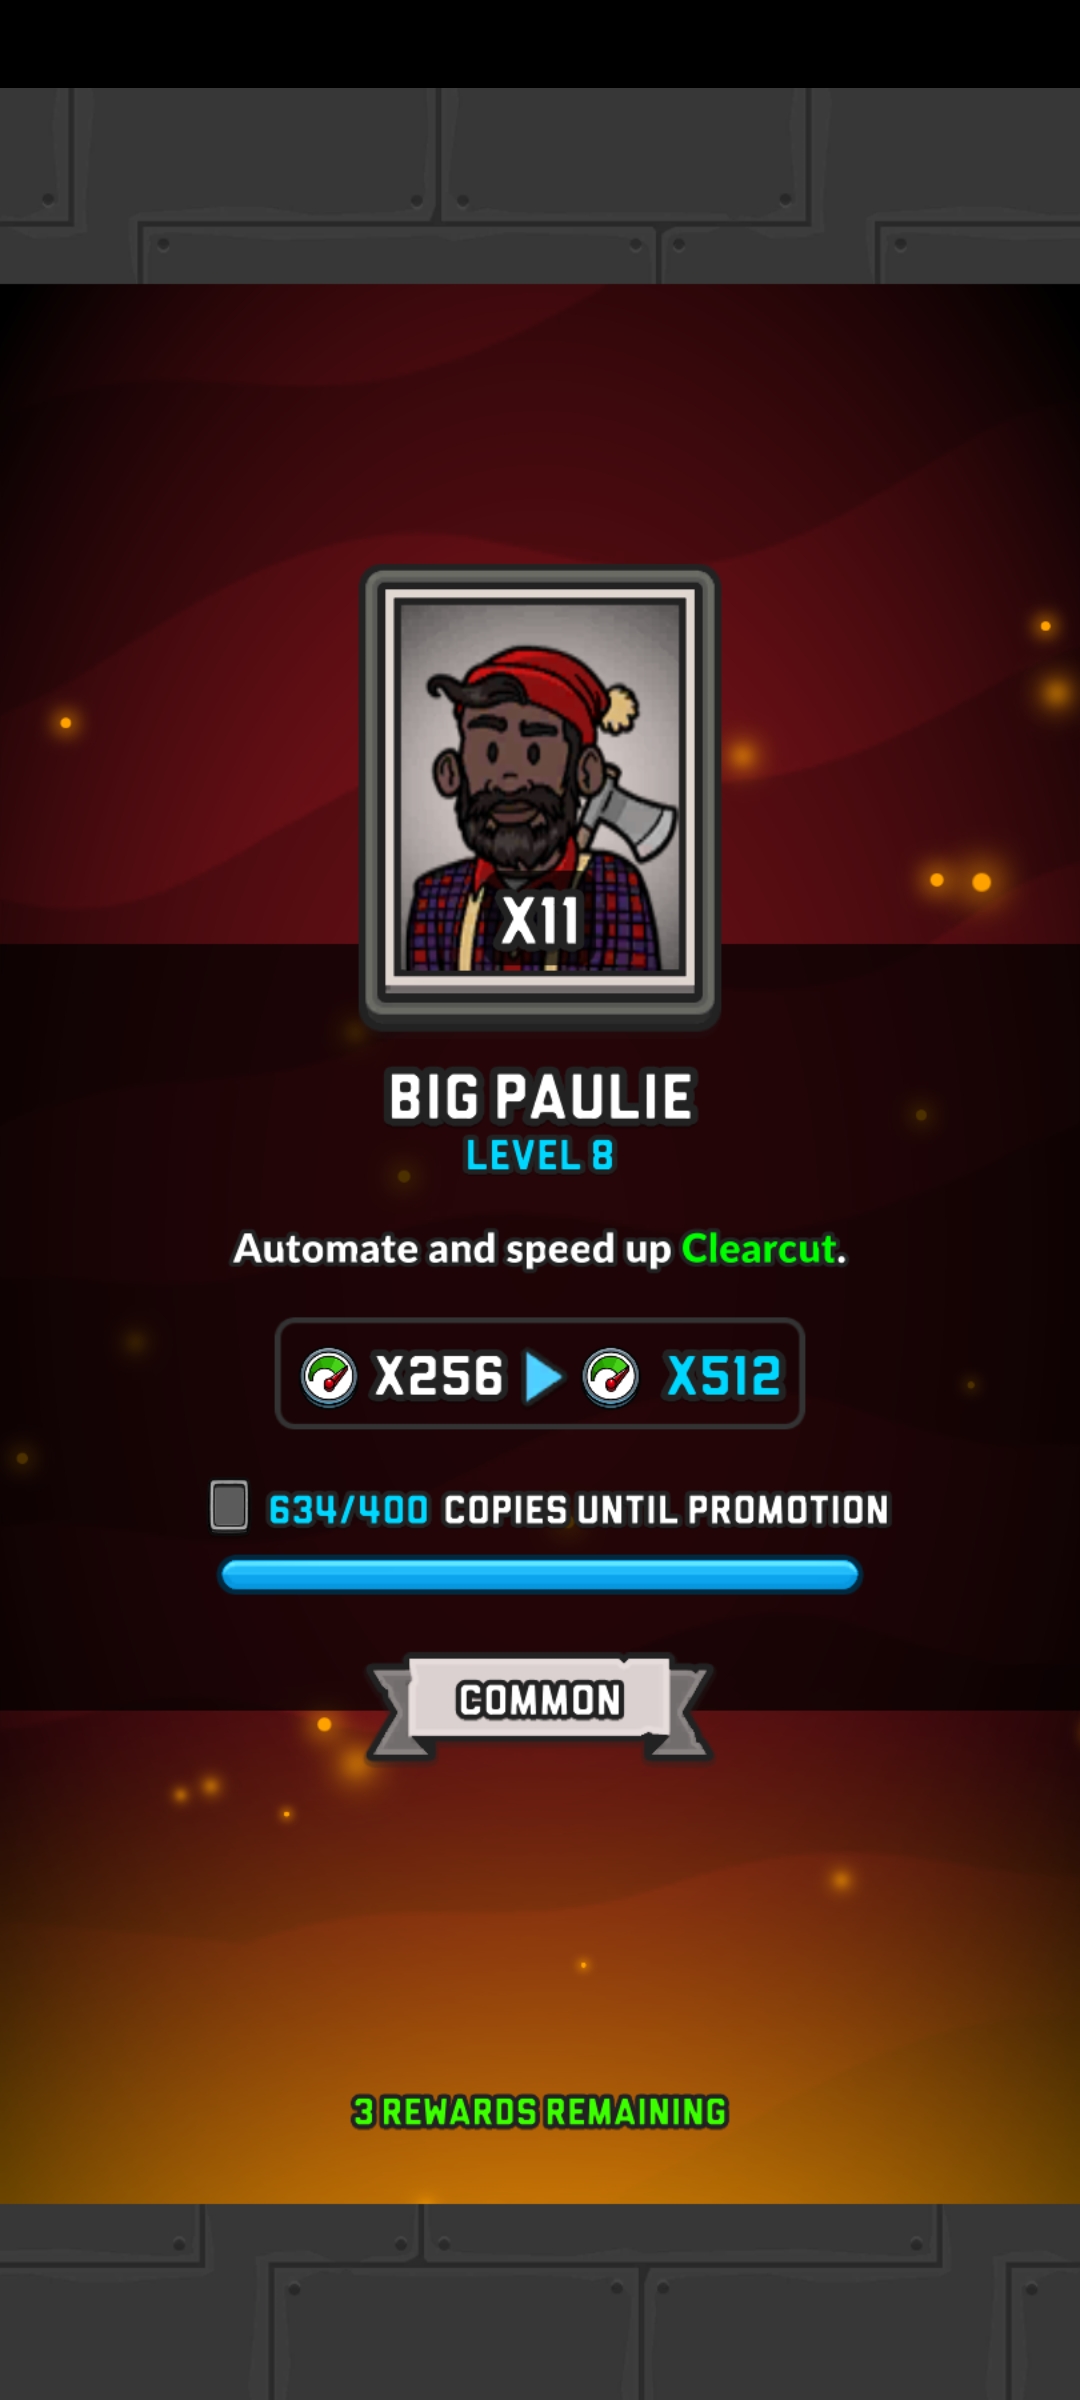 X11
BIG PAULIE
LEVEL 8
Automate and speed up Clearcut.
X256 X512
634/400 COPIES UNTIL PROMOTION
COMMON
3 REWARDS REMAINING